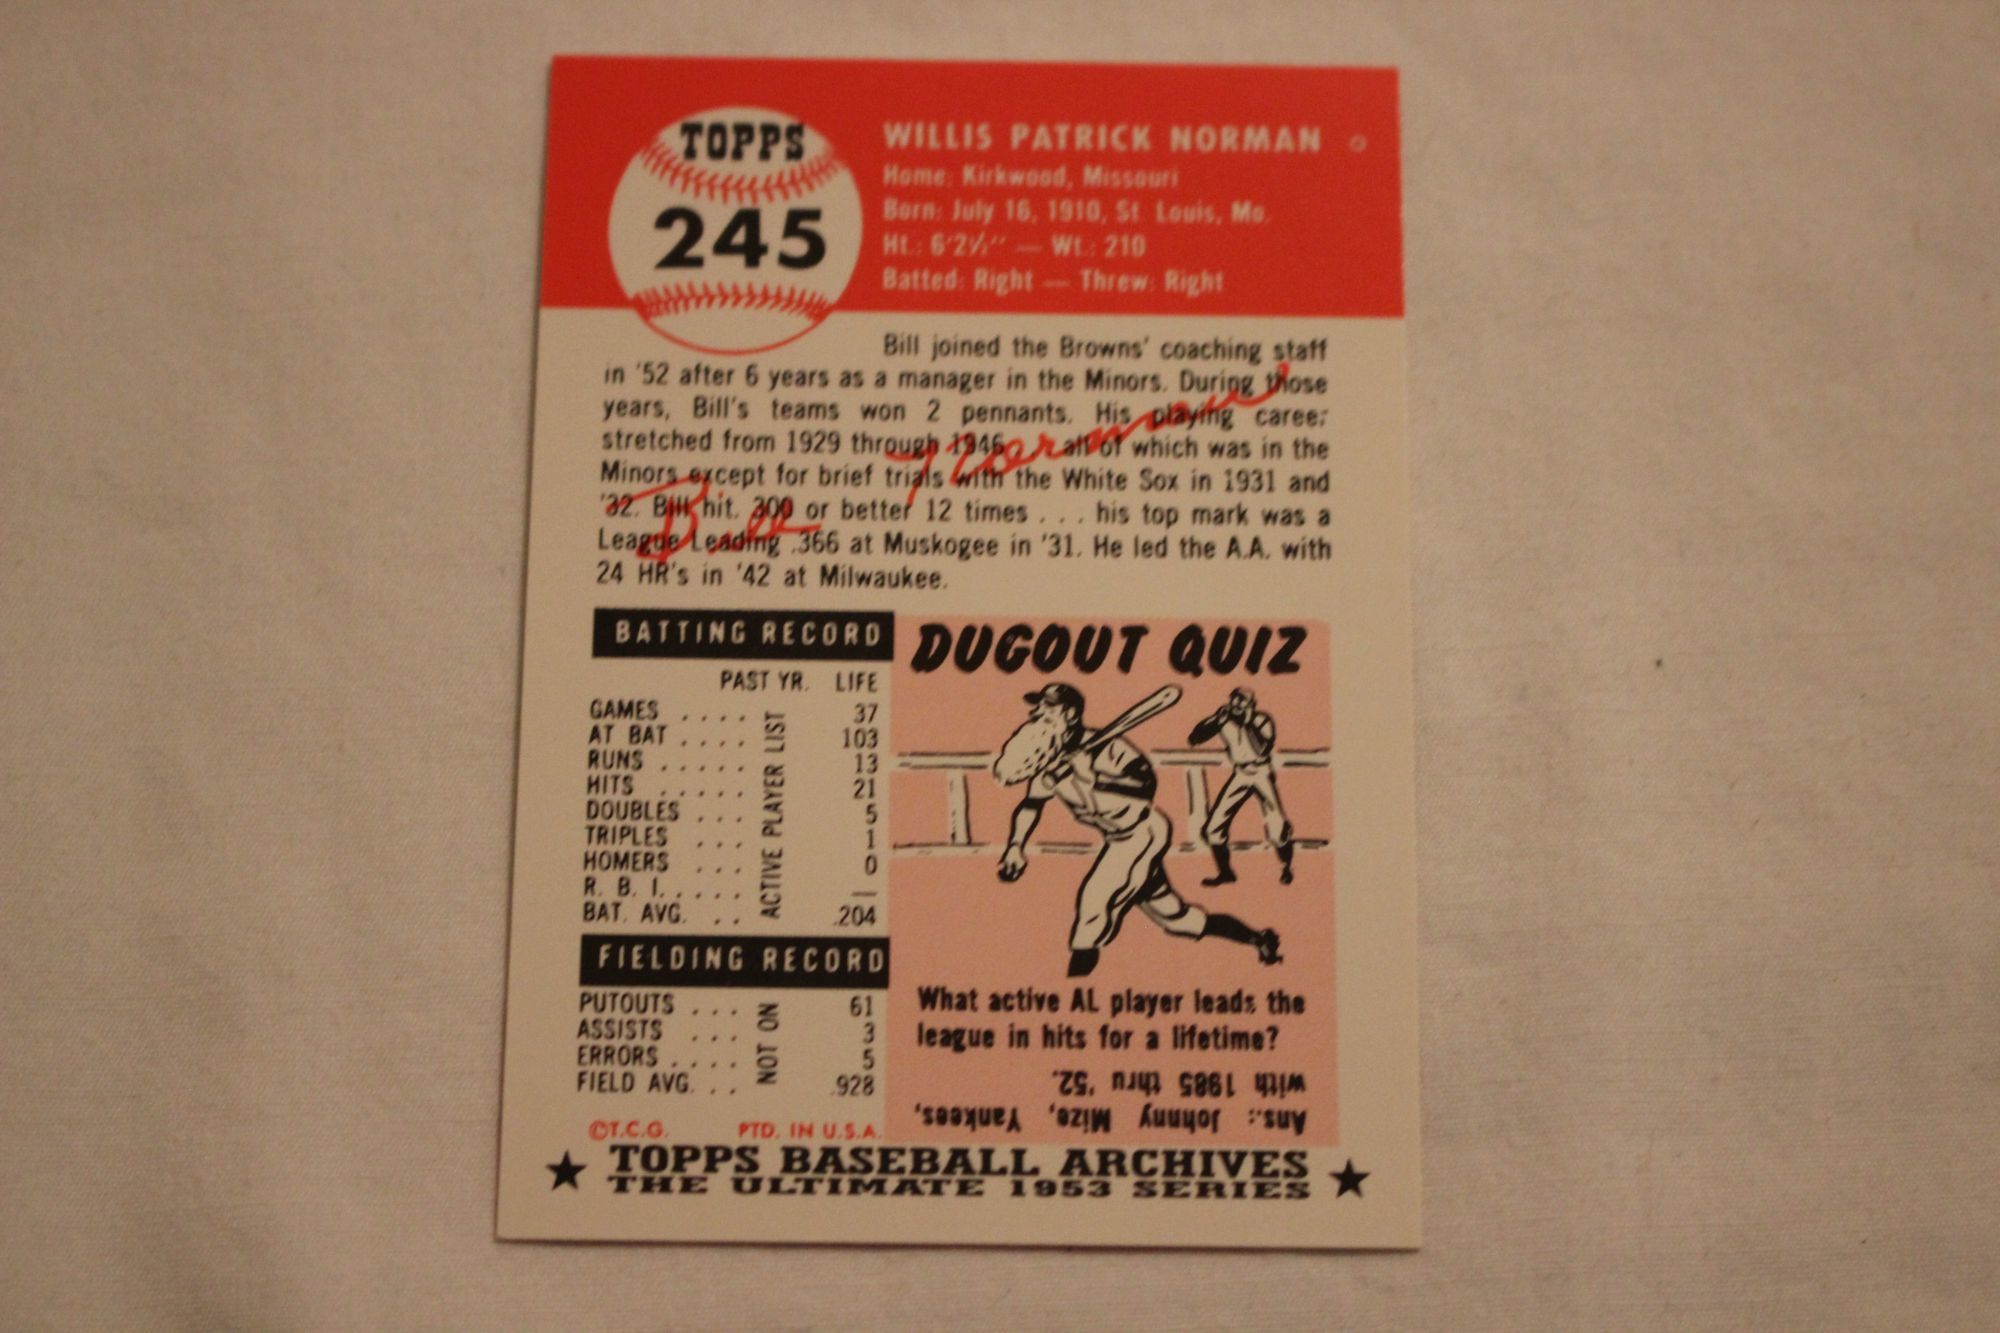 TOPPS
245
WILLIS PATRICK NORMAN
Home: Kirkwood, Missouri
Born: July 16, 1910, St. Louis, Mo.
Ht.: 6'2½" — Wt.: 210
Batted: Right — Threw: Right
Bill joined the Browns' coaching staff
in '52 after 6 years as a manager in the Minors. During those
years, Bill's teams won 2 pennants. His playing career
stretched from 1929 through 1946 . . . all of which was in the
Minors except for brief trials with the White Sox in 1931 and
'32. Bill hit .300 or better 12 times . . . his top mark was a
League Leading .366 at Muskogee in '31. He led the A.A. with
24 HR's in '42 at Milwaukee.
Bill Norman
BATTING RECORD
PAST YR. LIFE
GAMES .... 37
AT BAT .... 103
RUNS ..... 13
HITS ..... 21
DOUBLES ... 5
TRIPLES ... 1
HOMERS ... 0
R. B. I. .... —
BAT. AVG. .. .204
ACTIVE PLAYER LIST
FIELDING RECORD
PUTOUTS ... 61
ASSISTS ... 3
ERRORS .... 5
FIELD AVG. .. .928
NOT ON
©T.C.G. PTD. IN U.S.A.
DUGOUT QUIZ
What active AL player leads the
league in hits for a lifetime?
Ans.: Johnny Mize, Yankees,
with 1985 thru '52.
★ TOPPS BASEBALL ARCHIVES ★
THE ULTIMATE 1953 SERIES